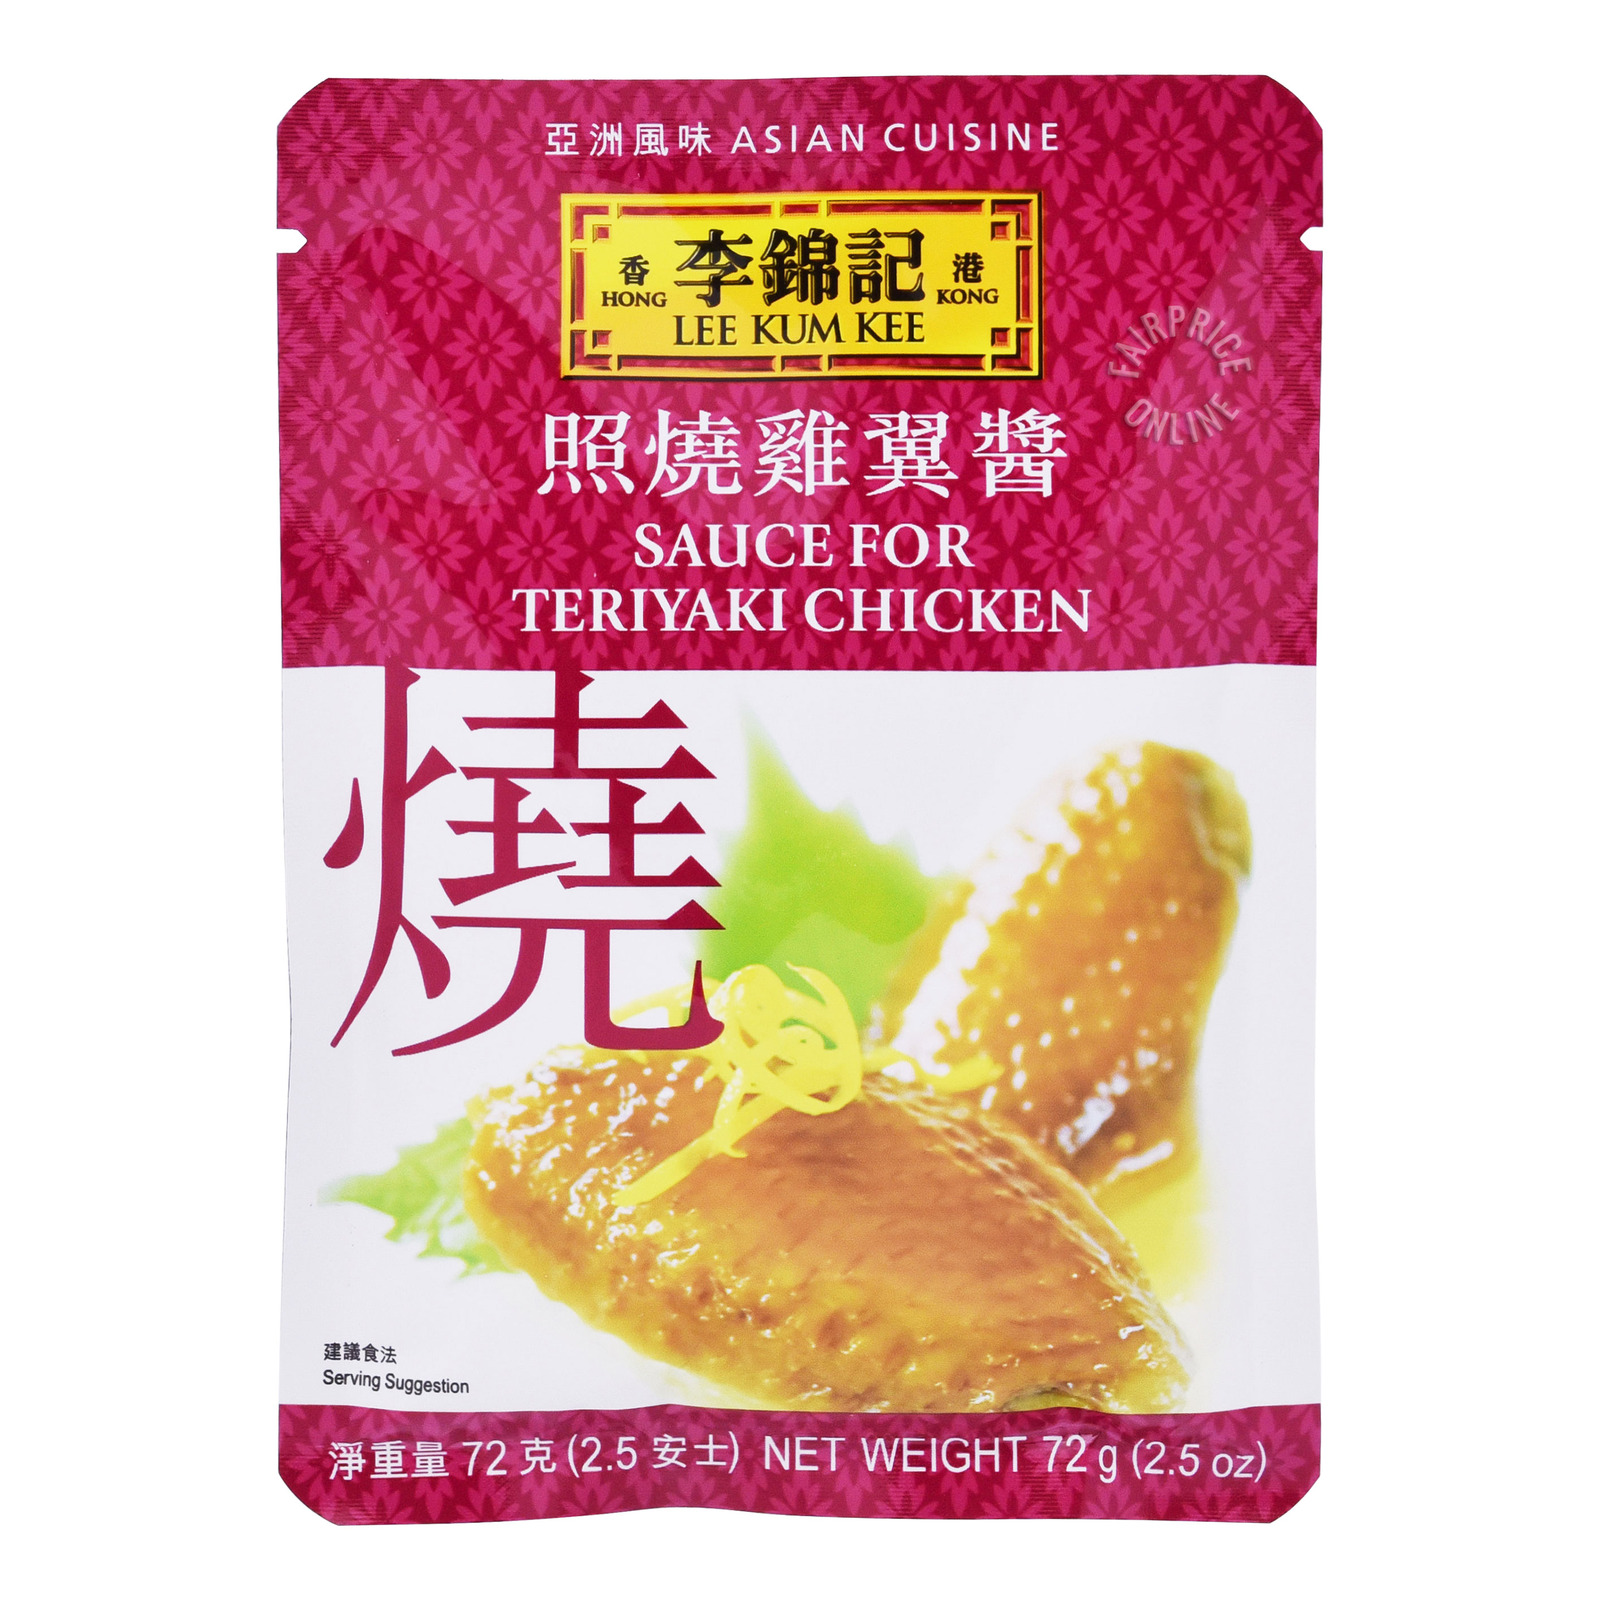 亞洲風味 ASIAN CUISINE
香 李錦記 港
HONG LEE KUM KEE KONG
FAIRPRICE
ONLINE
照燒雞翼醬
SAUCE FOR
TERIYAKI CHICKEN
燒
建議食法
Serving Suggestion
淨重量 72 克 (2.5 安士) NET WEIGHT 72 g (2.5 oz)